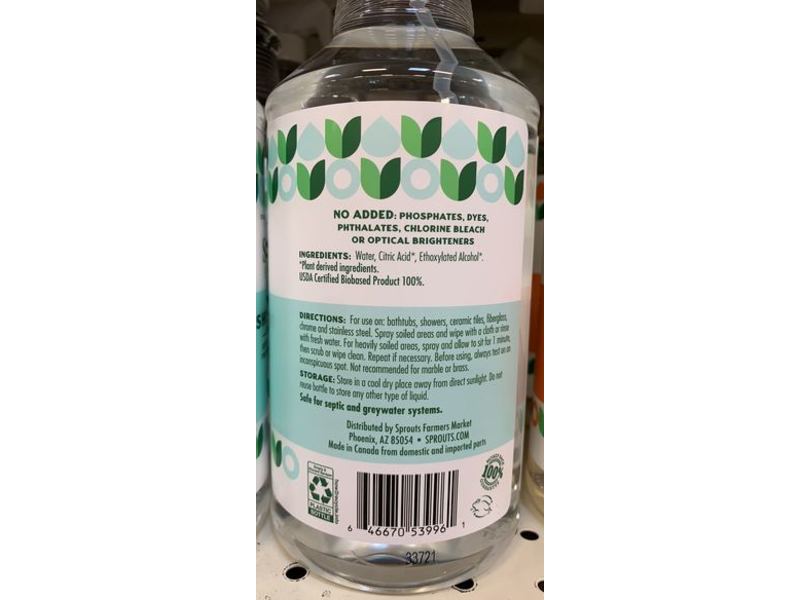 NO ADDED: PHOSPHATES, DYES,
PHTHALATES, CHLORINE BLEACH
OR OPTICAL BRIGHTENERS
INGREDIENTS: Water, Citric Acid*, Ethoxylated Alcohol*.
*Plant derived ingredients.
USDA Certified Biobased Product 100%.
DIRECTIONS: For use on: bathtubs, showers, ceramic tiles, fiberglass,
chrome and stainless steel. Spray soiled areas and wipe with a cloth or rinse
with fresh water. For heavily soiled areas, spray and allow to sit for 1 minute,
then scrub or wipe clean. Repeat if necessary. Before using, always test on an
inconspicuous spot. Not recommended for marble or brass.
STORAGE: Store in a cool dry place away from direct sunlight. Do not
reuse bottle to store any other type of liquid.
Safe for septic and greywater systems.
Distributed by Sprouts Farmers Market
Phoenix, AZ 85054 • SPROUTS.COM
Made in Canada from domestic and imported parts
PLASTIC
BOTTLE
how2recycle.info
100%
6 46670 53996 1
33721